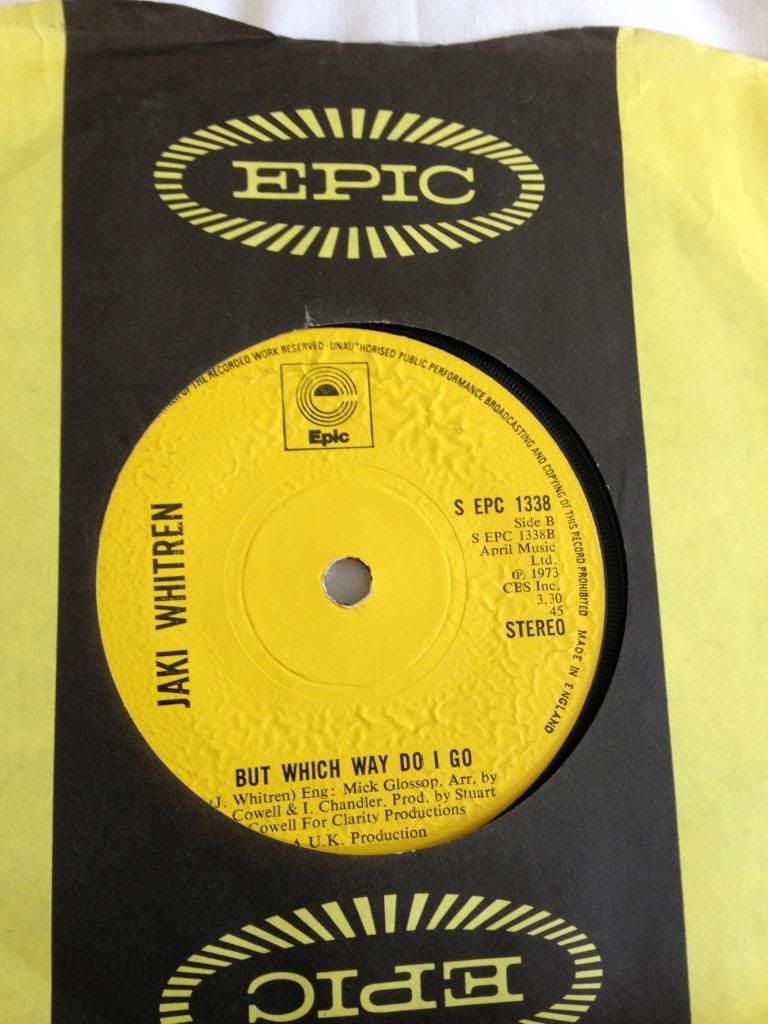 EPIC
OF THE RECORDED WORK RESERVED · UNAUTHORISED PUBLIC PERFORMANCE BROADCASTING AND COPYING OF THIS RECORD PROHIBITED MADE IN ENGLAND
Epic
JAKI WHITREN
S EPC 1338
Side B
S EPC 1338B
April Music
Ltd.
℗ 1973
CBS Inc.
3.30
45
STEREO
BUT WHICH WAY DO I GO
(J. Whitren) Eng: Mick Glossop. Arr. by
Cowell & I. Chandler. Prod. by Stuart
Cowell For Clarity Productions
A U.K. Production
EPIC